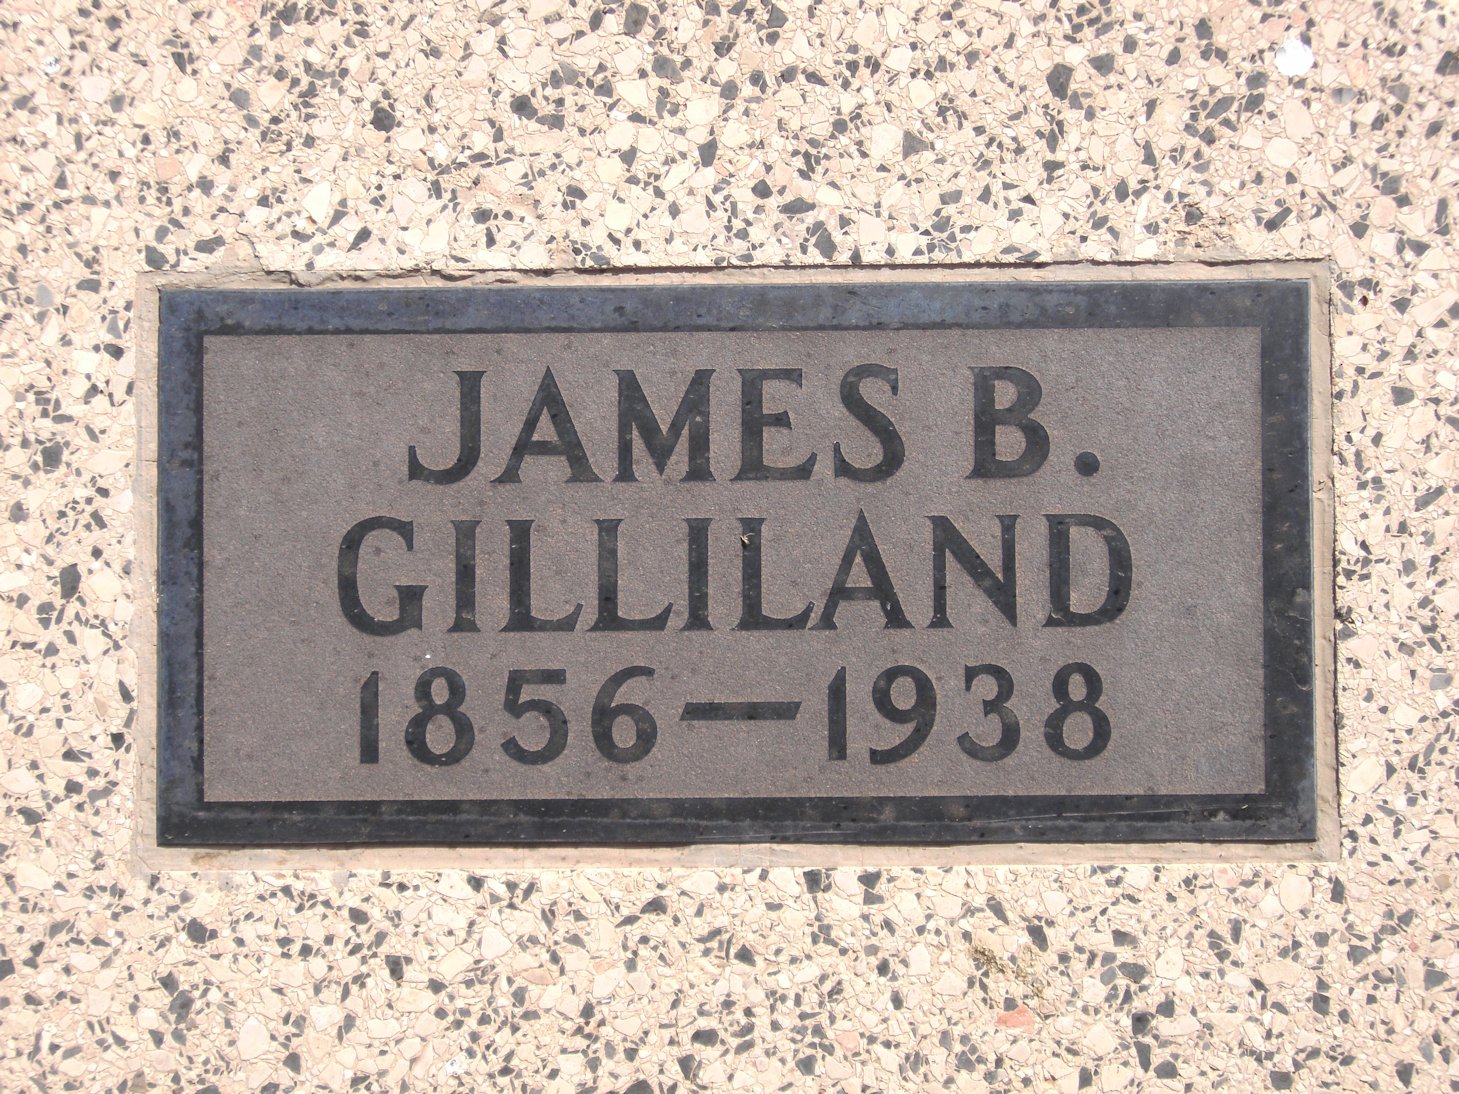 JAMES B.
GILLILAND
1856—1938